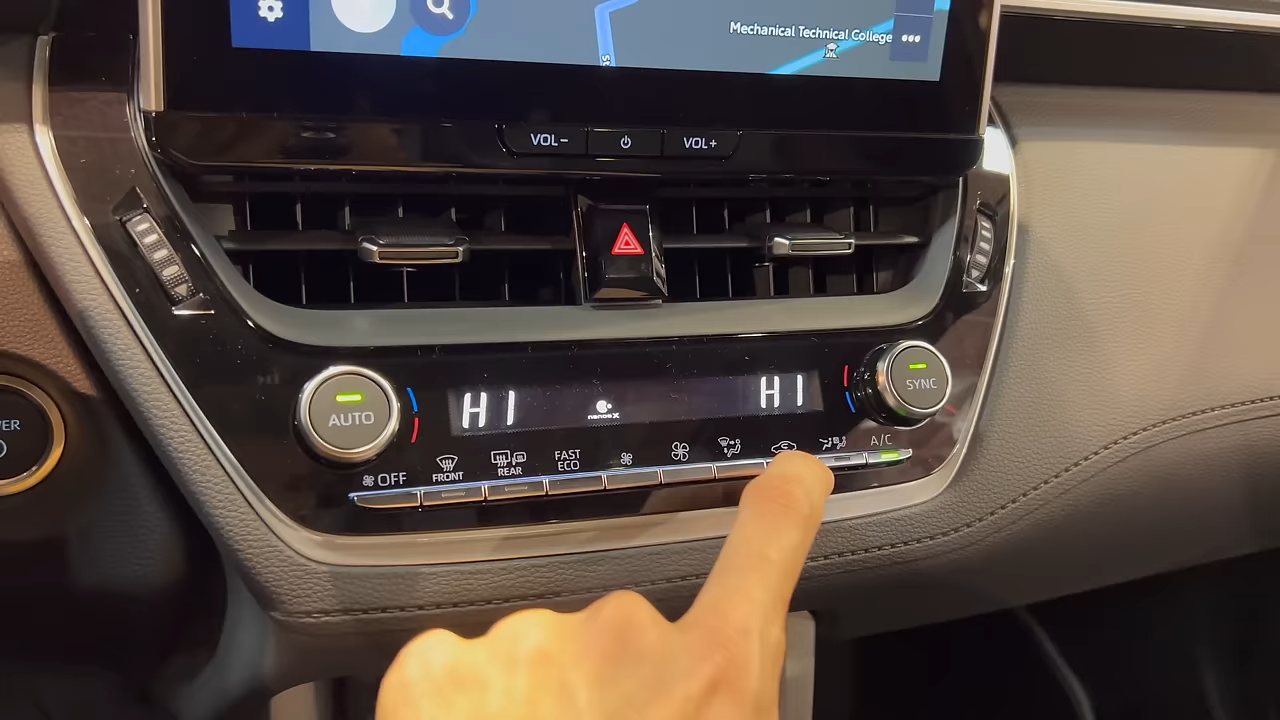 Mechanical Technical College
VOL- VOL+
HI HI
nanoe X
AUTO
SYNC
OFF
FRONT
REAR
FAST
ECO
A/C